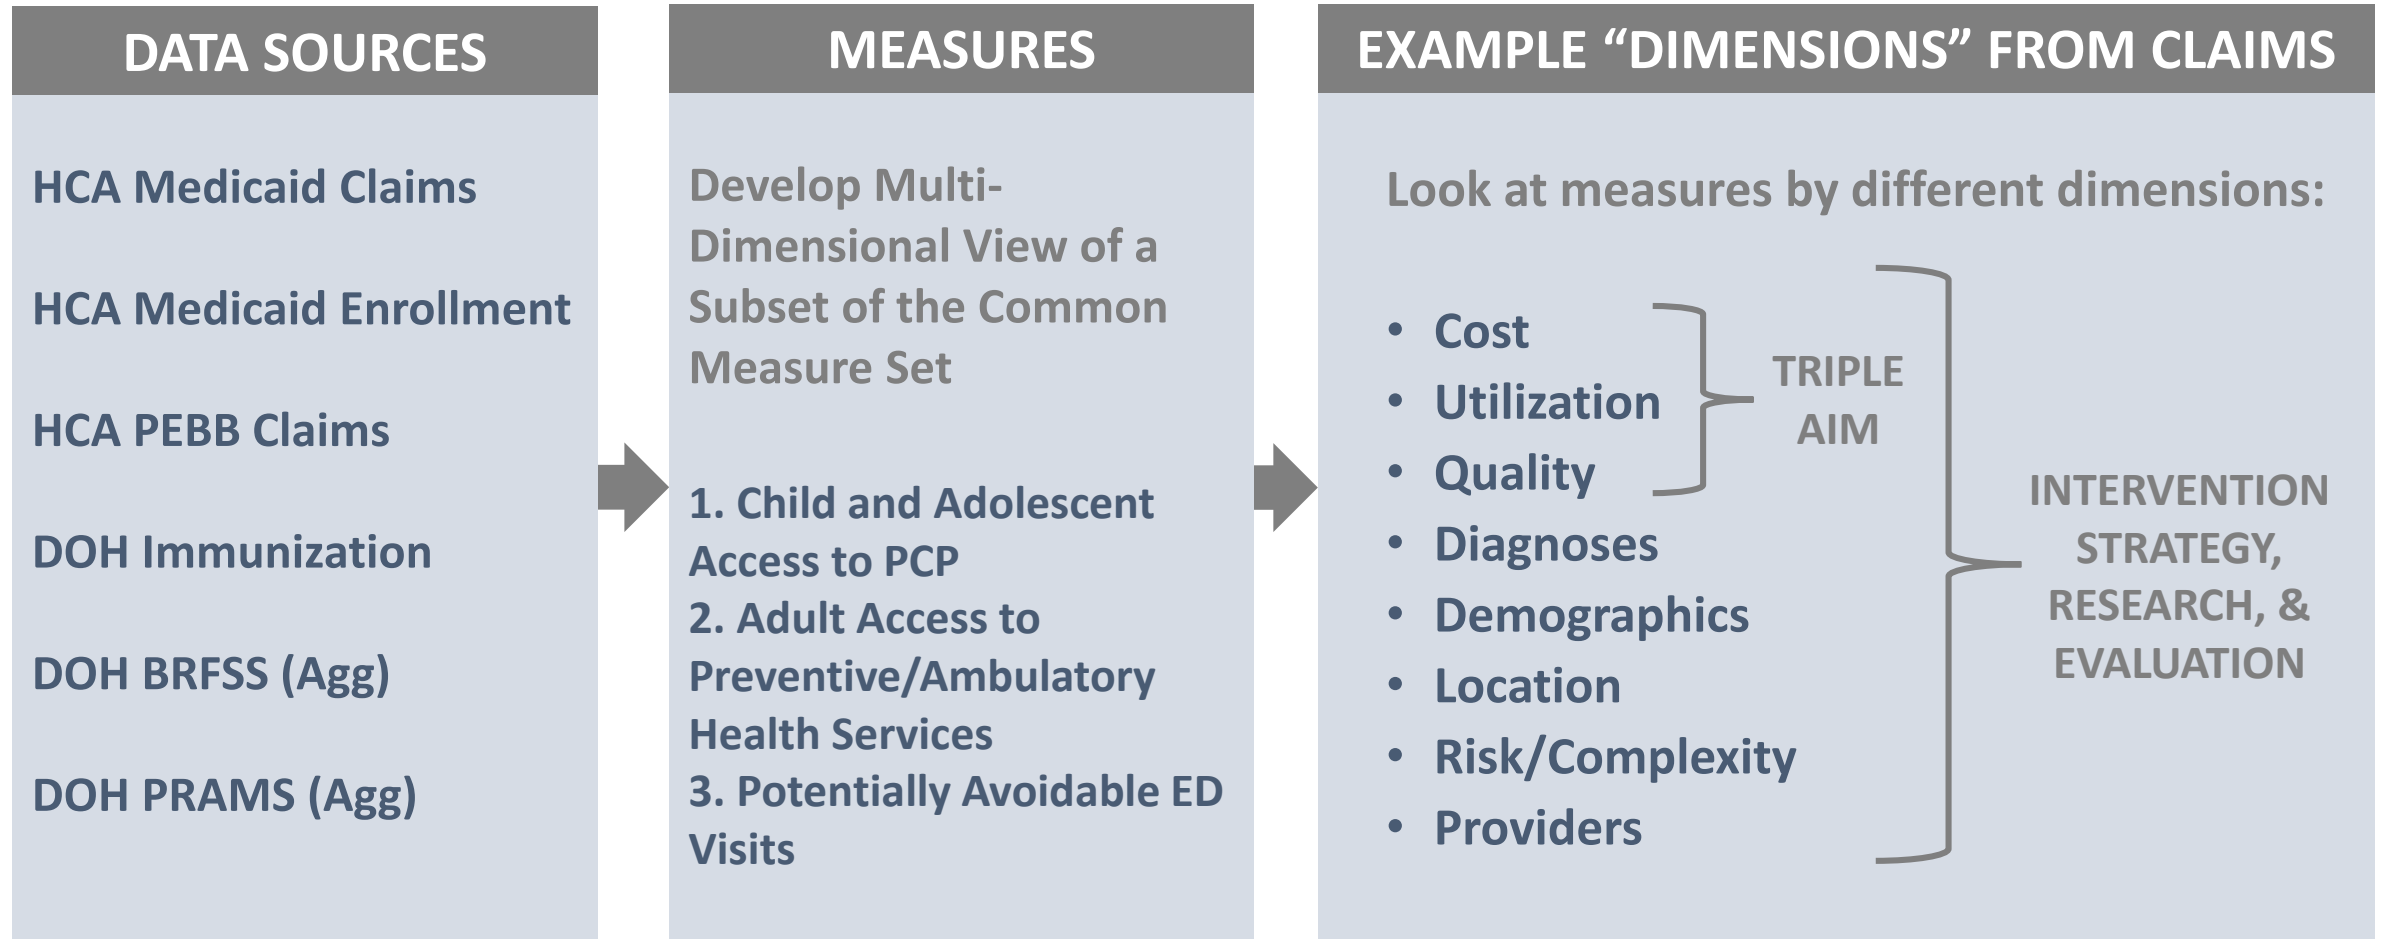 DATA SOURCES
HCA Medicaid Claims
HCA Medicaid Enrollment
HCA PEBB Claims
DOH Immunization
DOH BRFSS (Agg)
DOH PRAMS (Agg)
MEASURES
Develop Multi-
Dimensional View of a
Subset of the Common
Measure Set
1. Child and Adolescent
Access to PCP
2. Adult Access to
Preventive/Ambulatory
Health Services
3. Potentially Avoidable ED
Visits
EXAMPLE “DIMENSIONS” FROM CLAIMS
Look at measures by different dimensions:
• Cost
• Utilization
• Quality
• Diagnoses
• Demographics
• Location
• Risk/Complexity
• Providers
TRIPLE
AIM
INTERVENTION
STRATEGY,
RESEARCH, &
EVALUATION